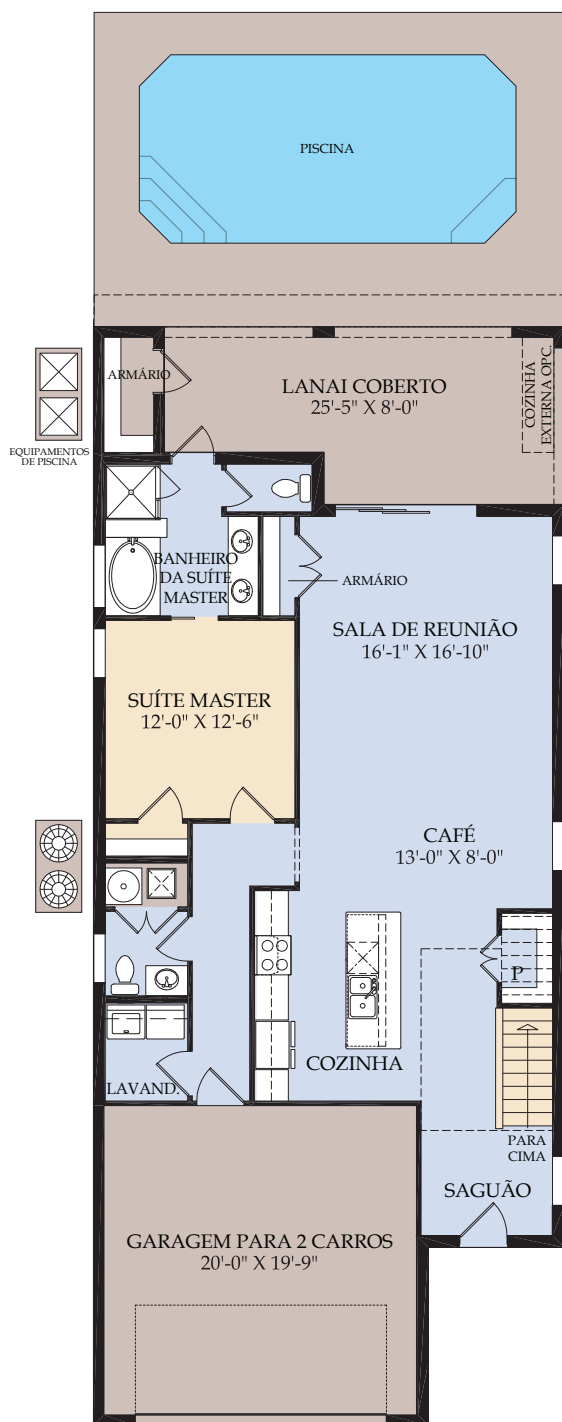 PISCINA
ARMÁRIO
LANAI COBERTO
25'-5" X 8'-0"
COZINHA
EXTERNA OPC.
EQUIPAMENTOS
DE PISCINA
BANHEIRO
DA SUÍTE
MASTER
ARMÁRIO
SALA DE REUNIÃO
16'-1" X 16'-10"
SUÍTE MASTER
12'-0" X 12'-6"
CAFÉ
13'-0" X 8'-0"
P
COZINHA
LAVAND.
PARA
CIMA
SAGUÃO
GARAGEM PARA 2 CARROS
20'-0" X 19'-9"